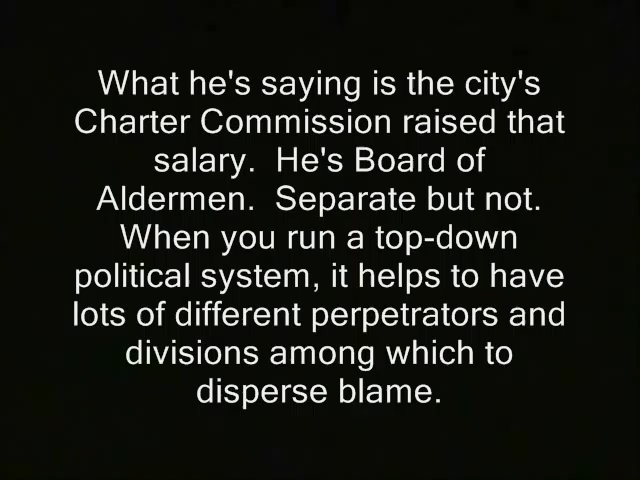 What he's saying is the city's
Charter Commission raised that
salary.  He's Board of
Aldermen.  Separate but not.
When you run a top-down
political system, it helps to have
lots of different perpetrators and
divisions among which to
disperse blame.